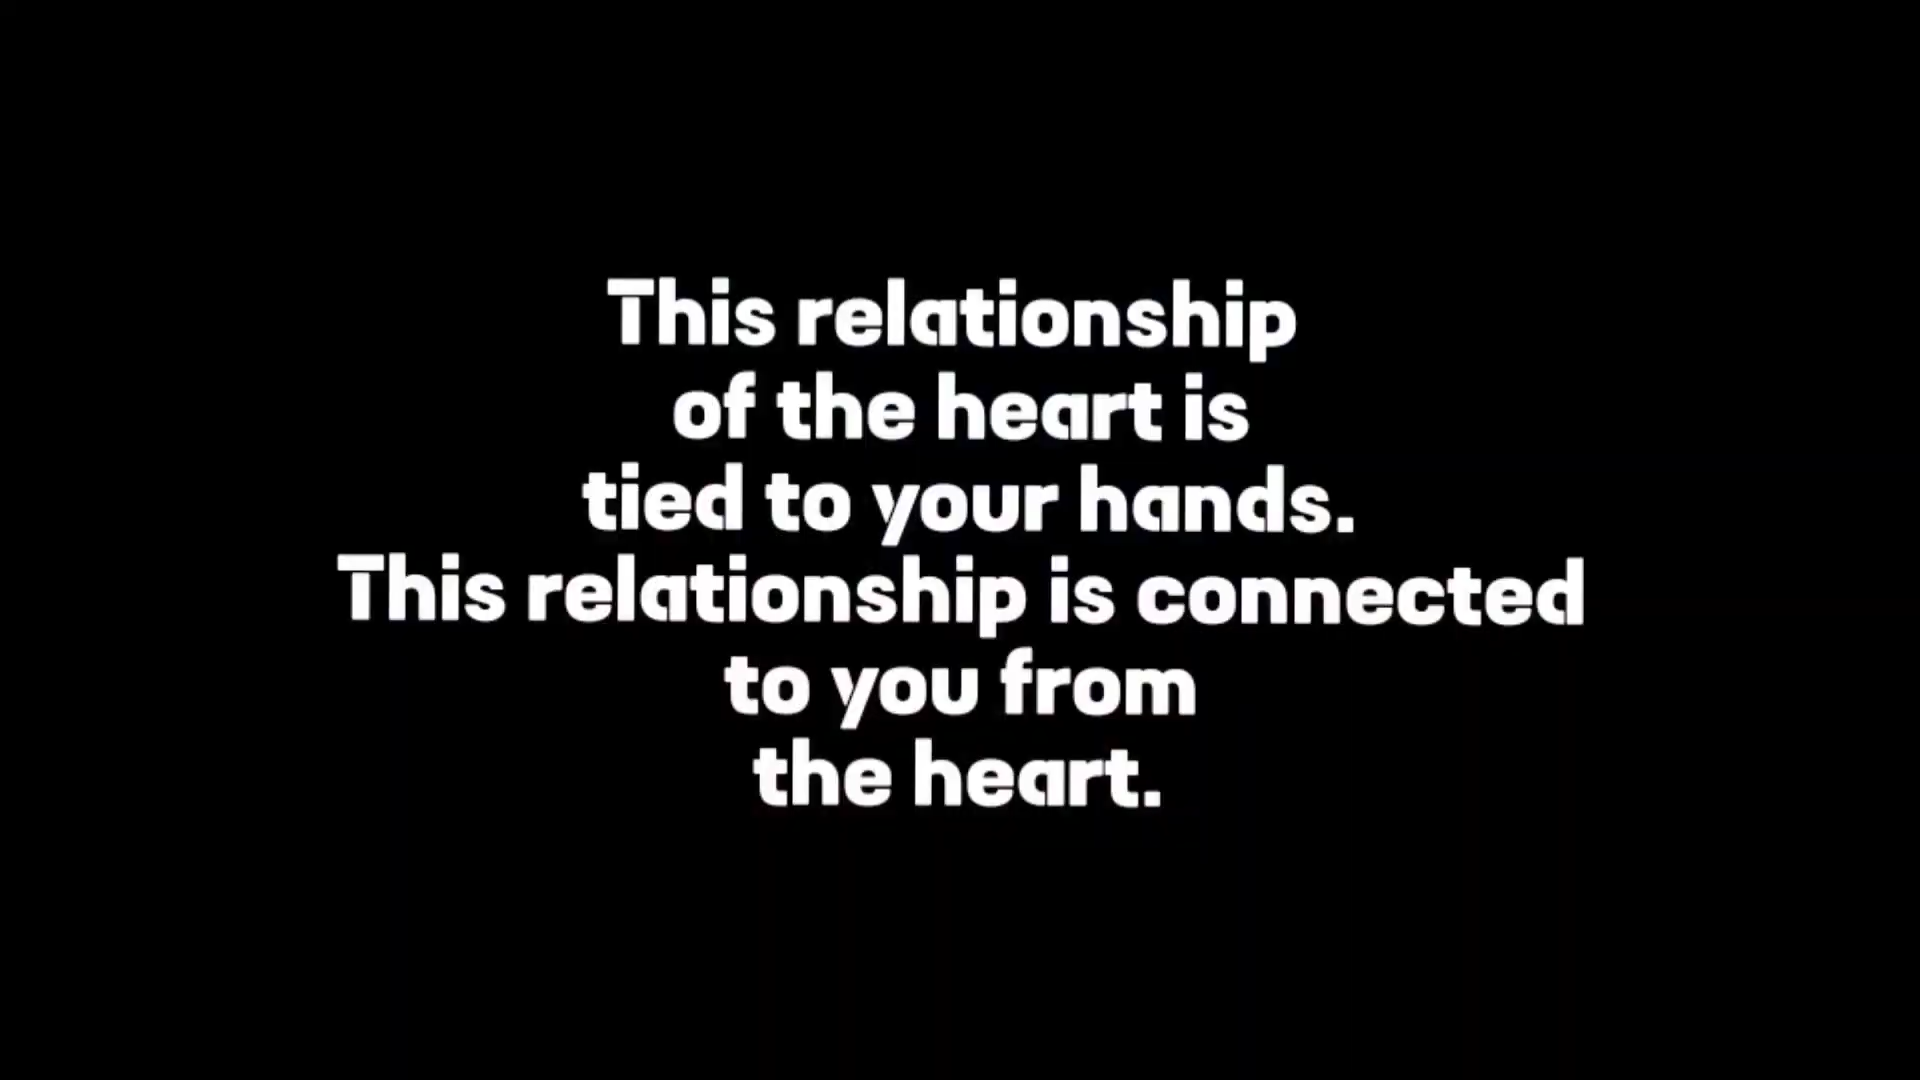 This relationship
of the heart is
tied to your hands.
This relationship is connected
to you from
the heart.